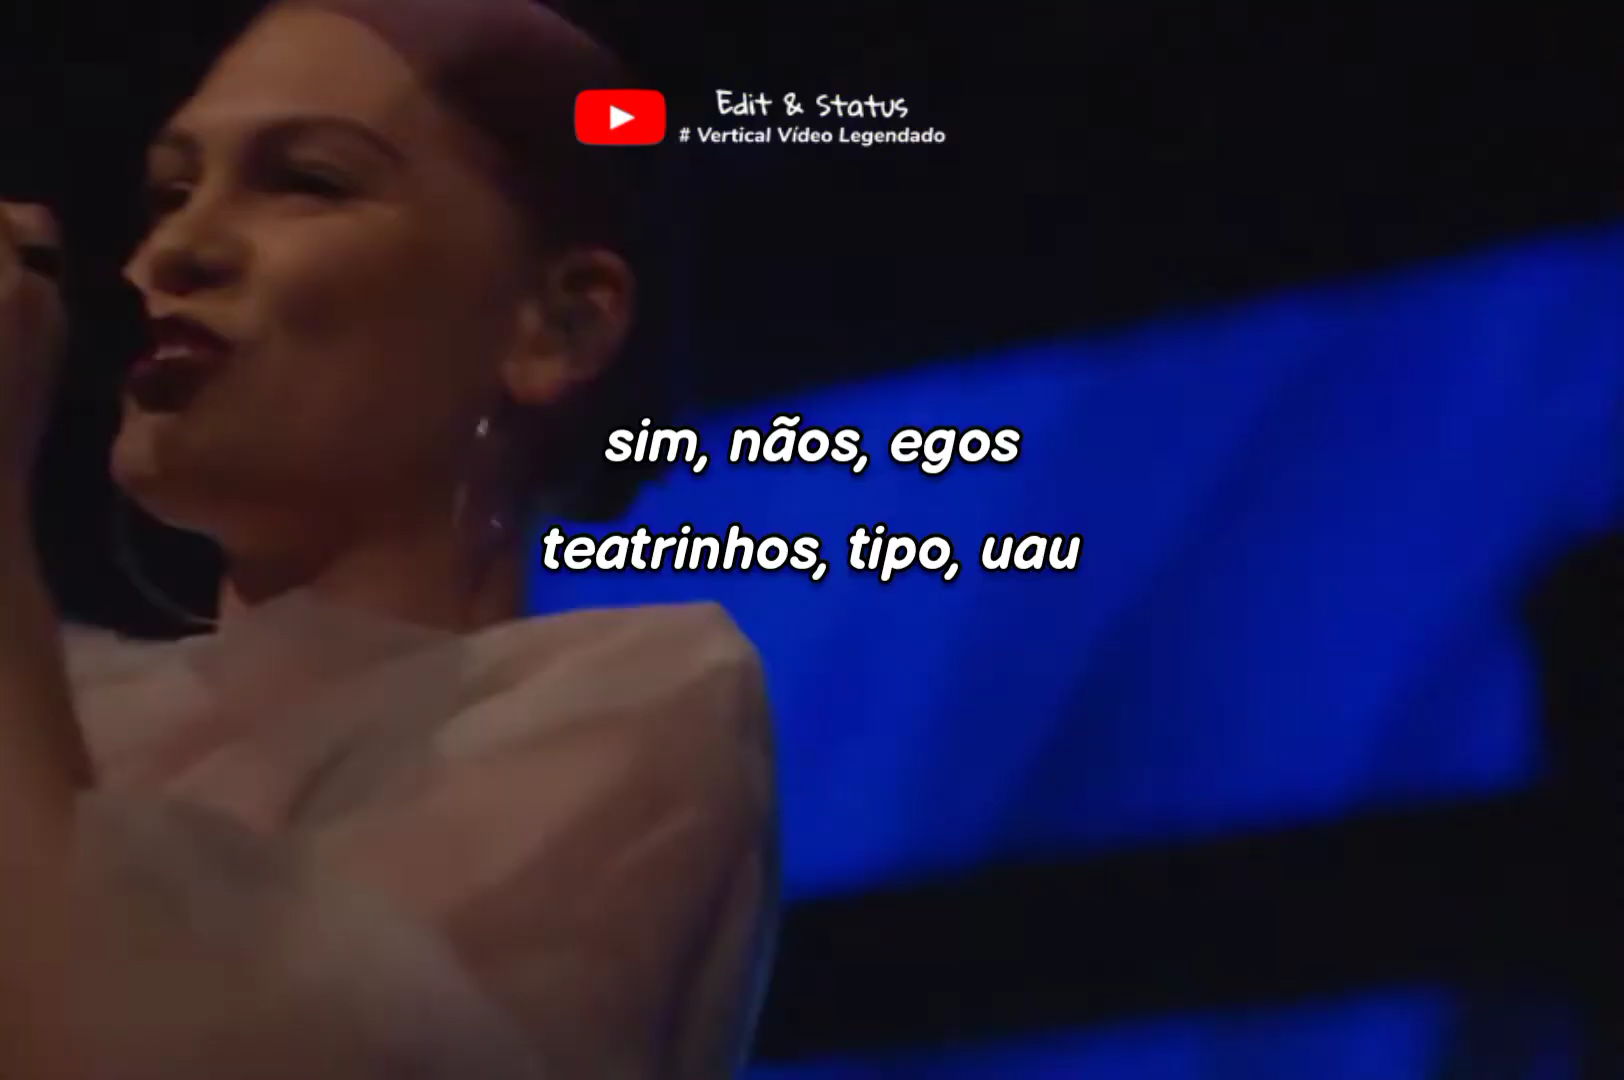 Edit & Status
# Vertical Vídeo Legendado
sim, nãos, egos
teatrinhos, tipo, uau